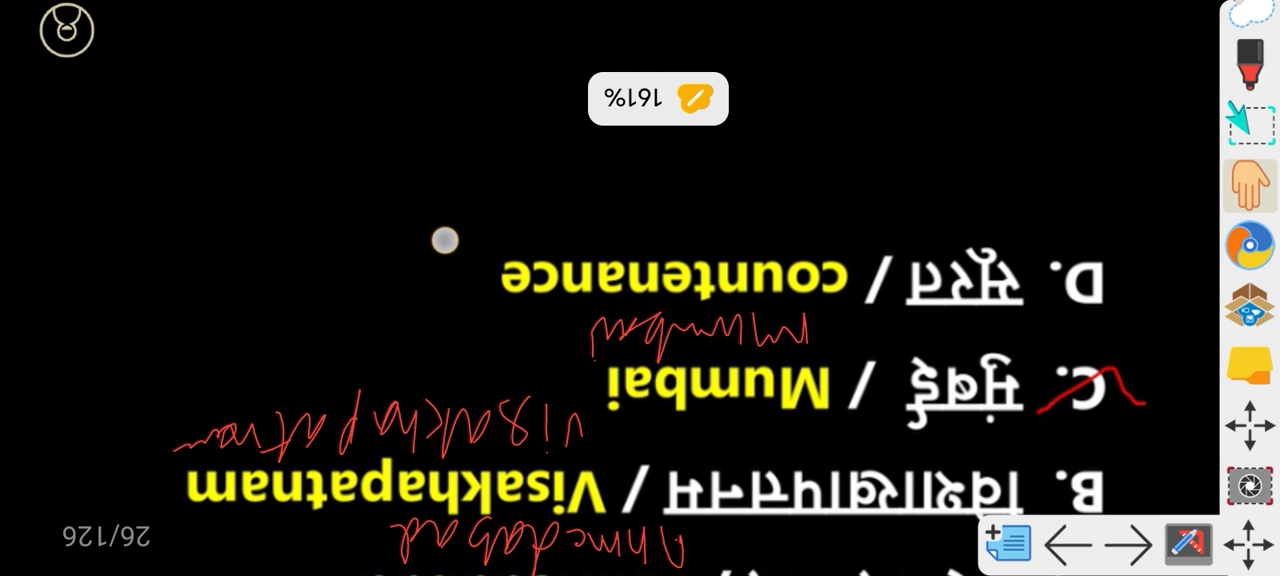 26/126
Ahmedabad
B. विशाखापत्तनम / Visakhapatnam
visakhapatnam
C. मुंबई / Mumbai
mumbai
D. सूरत / countenance
161%